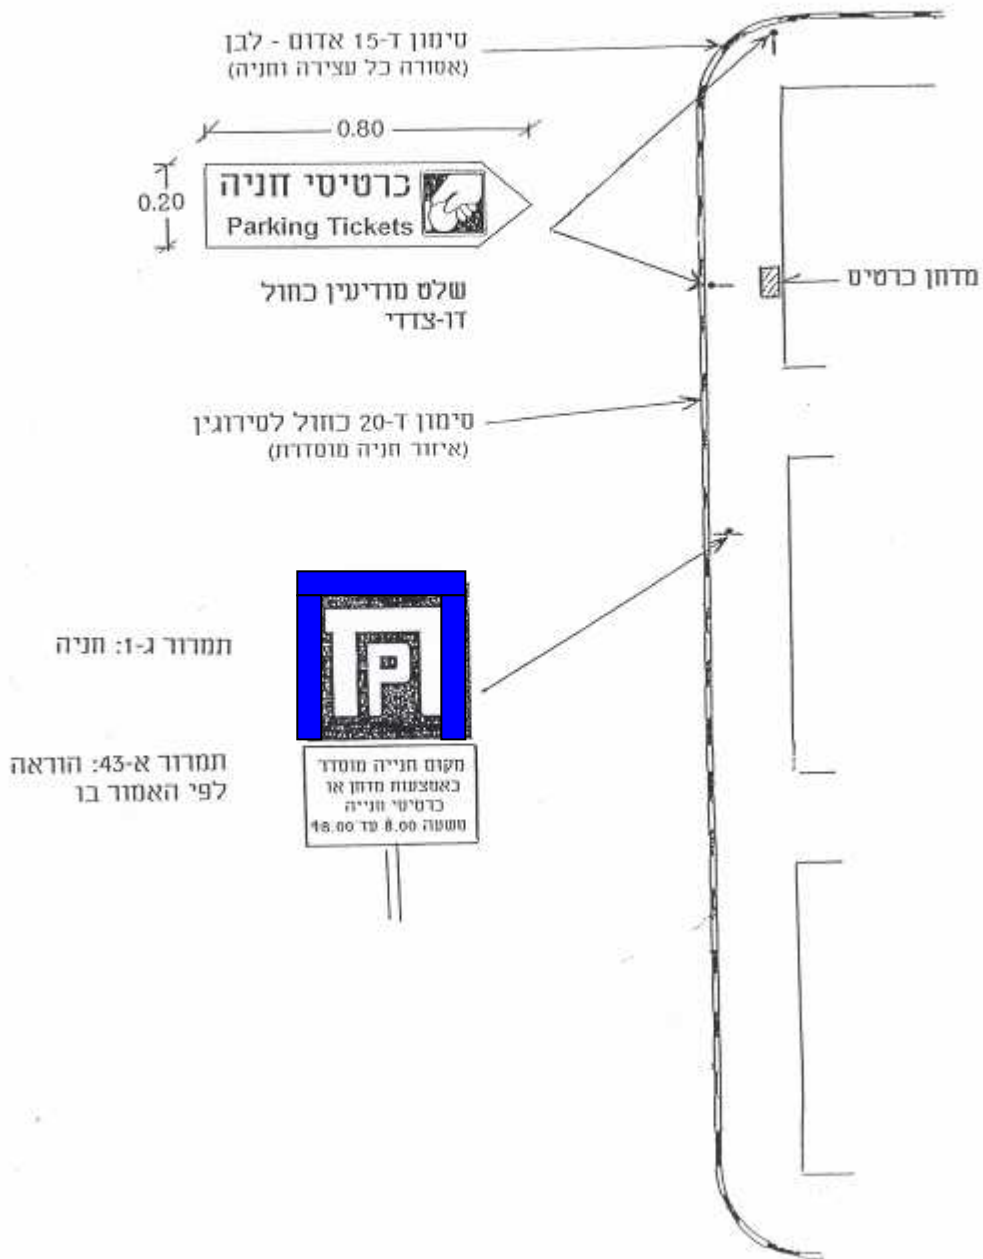 סימון ד-15 אדום - לבן
(אסורה כל עצירה וחניה)
0.80
0.20
כרטיסי חניה
Parking Tickets
שלט מודיעין כחול
דו-צדדי
מדחן כרטיס
סימון ד-20 כחול לסירוגין
(איזור חניה מוסדרת)
תמרור ג-1: חניה
P
תמרור א-43: הוראה
לפי האמור בו
מקום חנייה מוסדר
באמצעות מדחן או
כרטיסי חנייה
משעה 8.00 עד 18.00